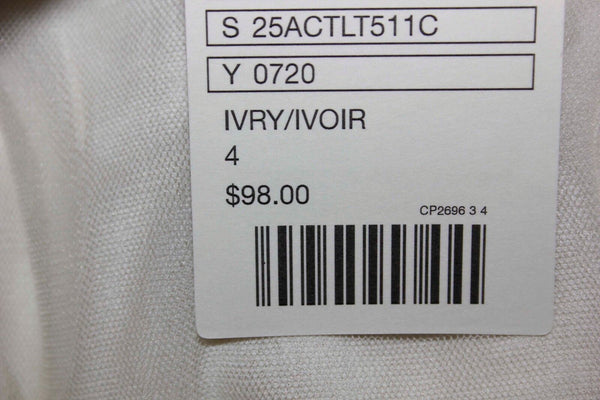 S 25ACTLT511C
Y 0720
IVRY/IVOIR
4
$98.00
CP2696 3 4